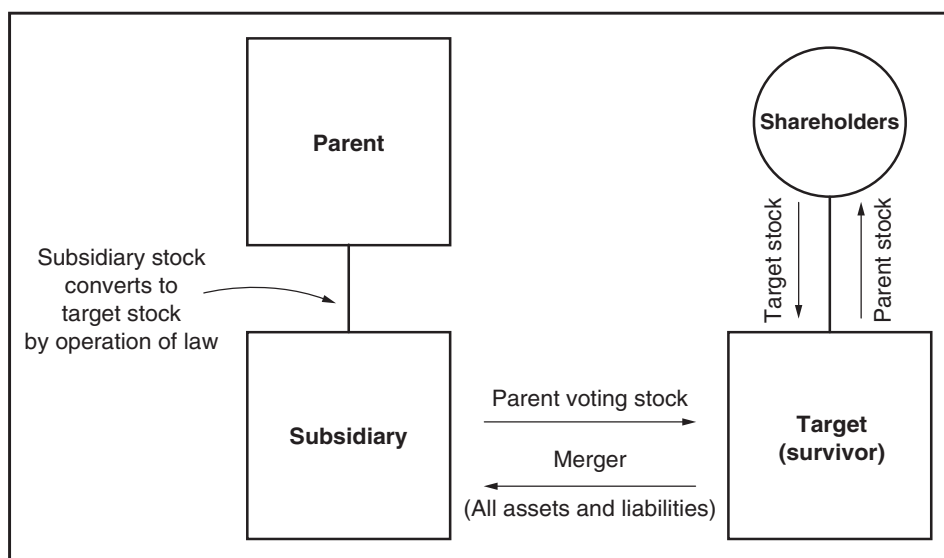 Parent
Shareholders
Subsidiary stock
converts to
target stock
by operation of law
Target stock
Parent stock
Subsidiary
Parent voting stock
Merger
(All assets and liabilities)
Target
(survivor)